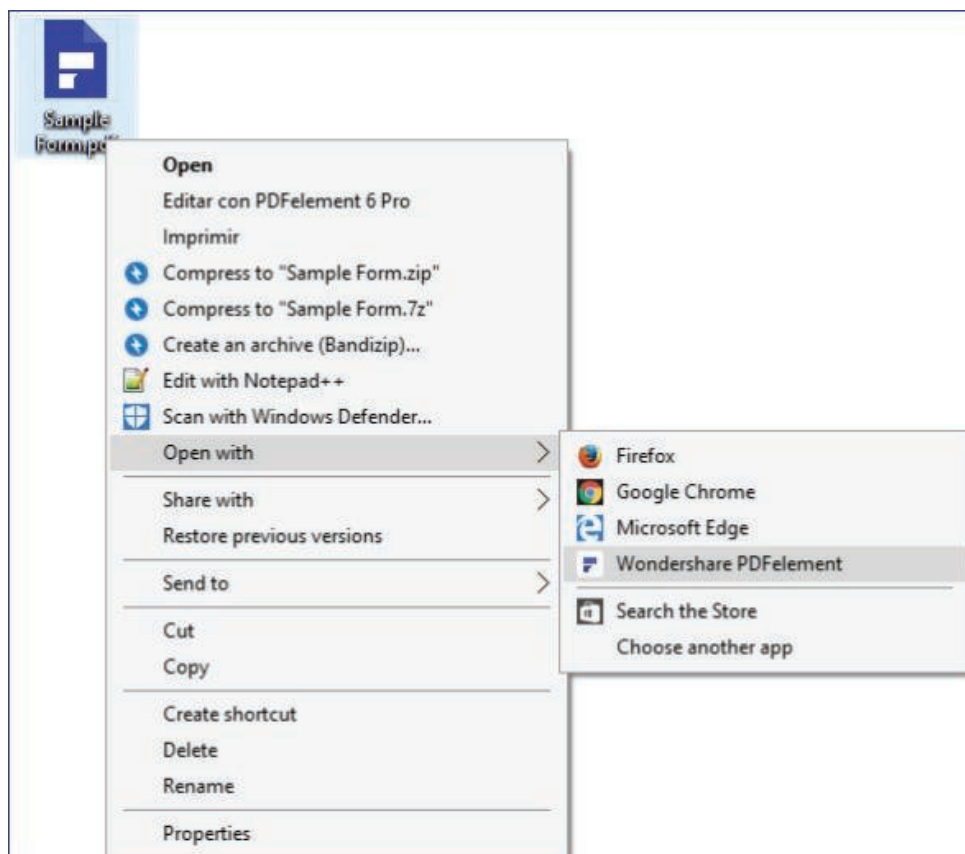 Sample
Form.pdf
Open
Editar con PDFelement 6 Pro
Imprimir
Compress to "Sample Form.zip"
Compress to "Sample Form.7z"
Create an archive (Bandizip)...
Edit with Notepad++
Scan with Windows Defender...
Open with
Share with
Restore previous versions
Send to
Cut
Copy
Create shortcut
Delete
Rename
Properties
Firefox
Google Chrome
Microsoft Edge
Wondershare PDFelement
Search the Store
Choose another app